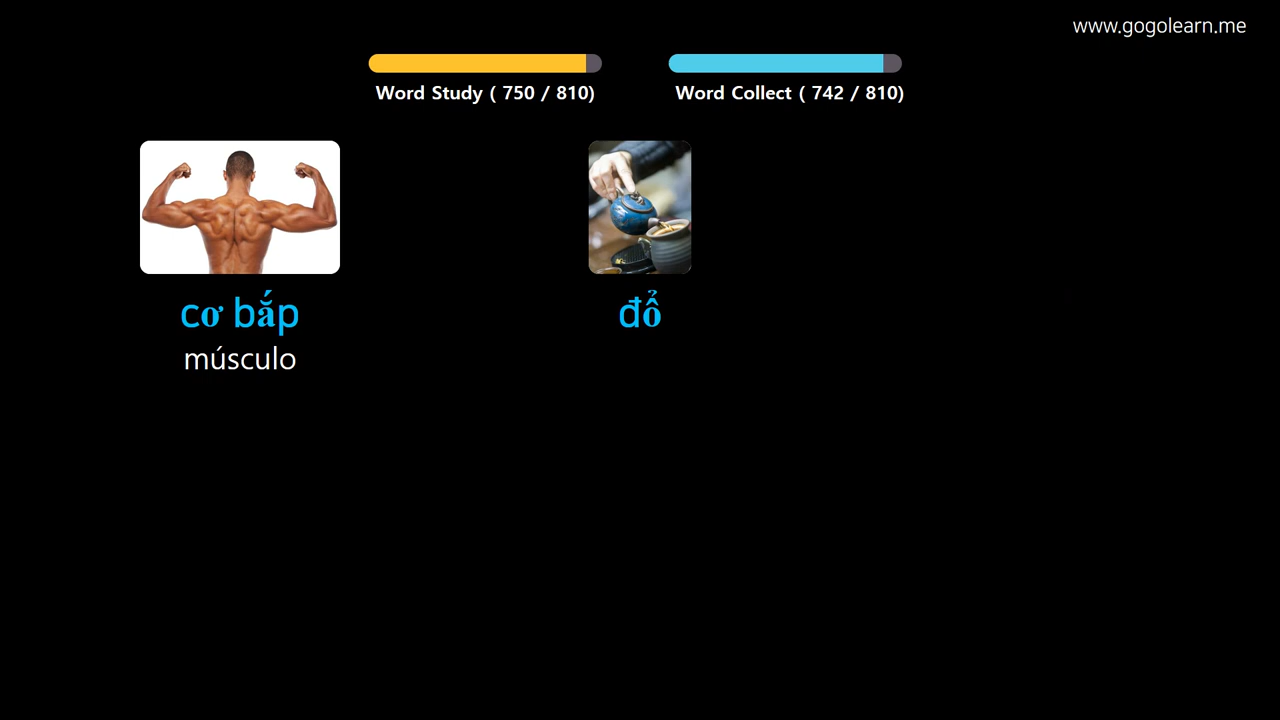 www.gogolearn.me
Word Study ( 750 / 810)
Word Collect ( 742 / 810)
cơ bắp
đổ
músculo